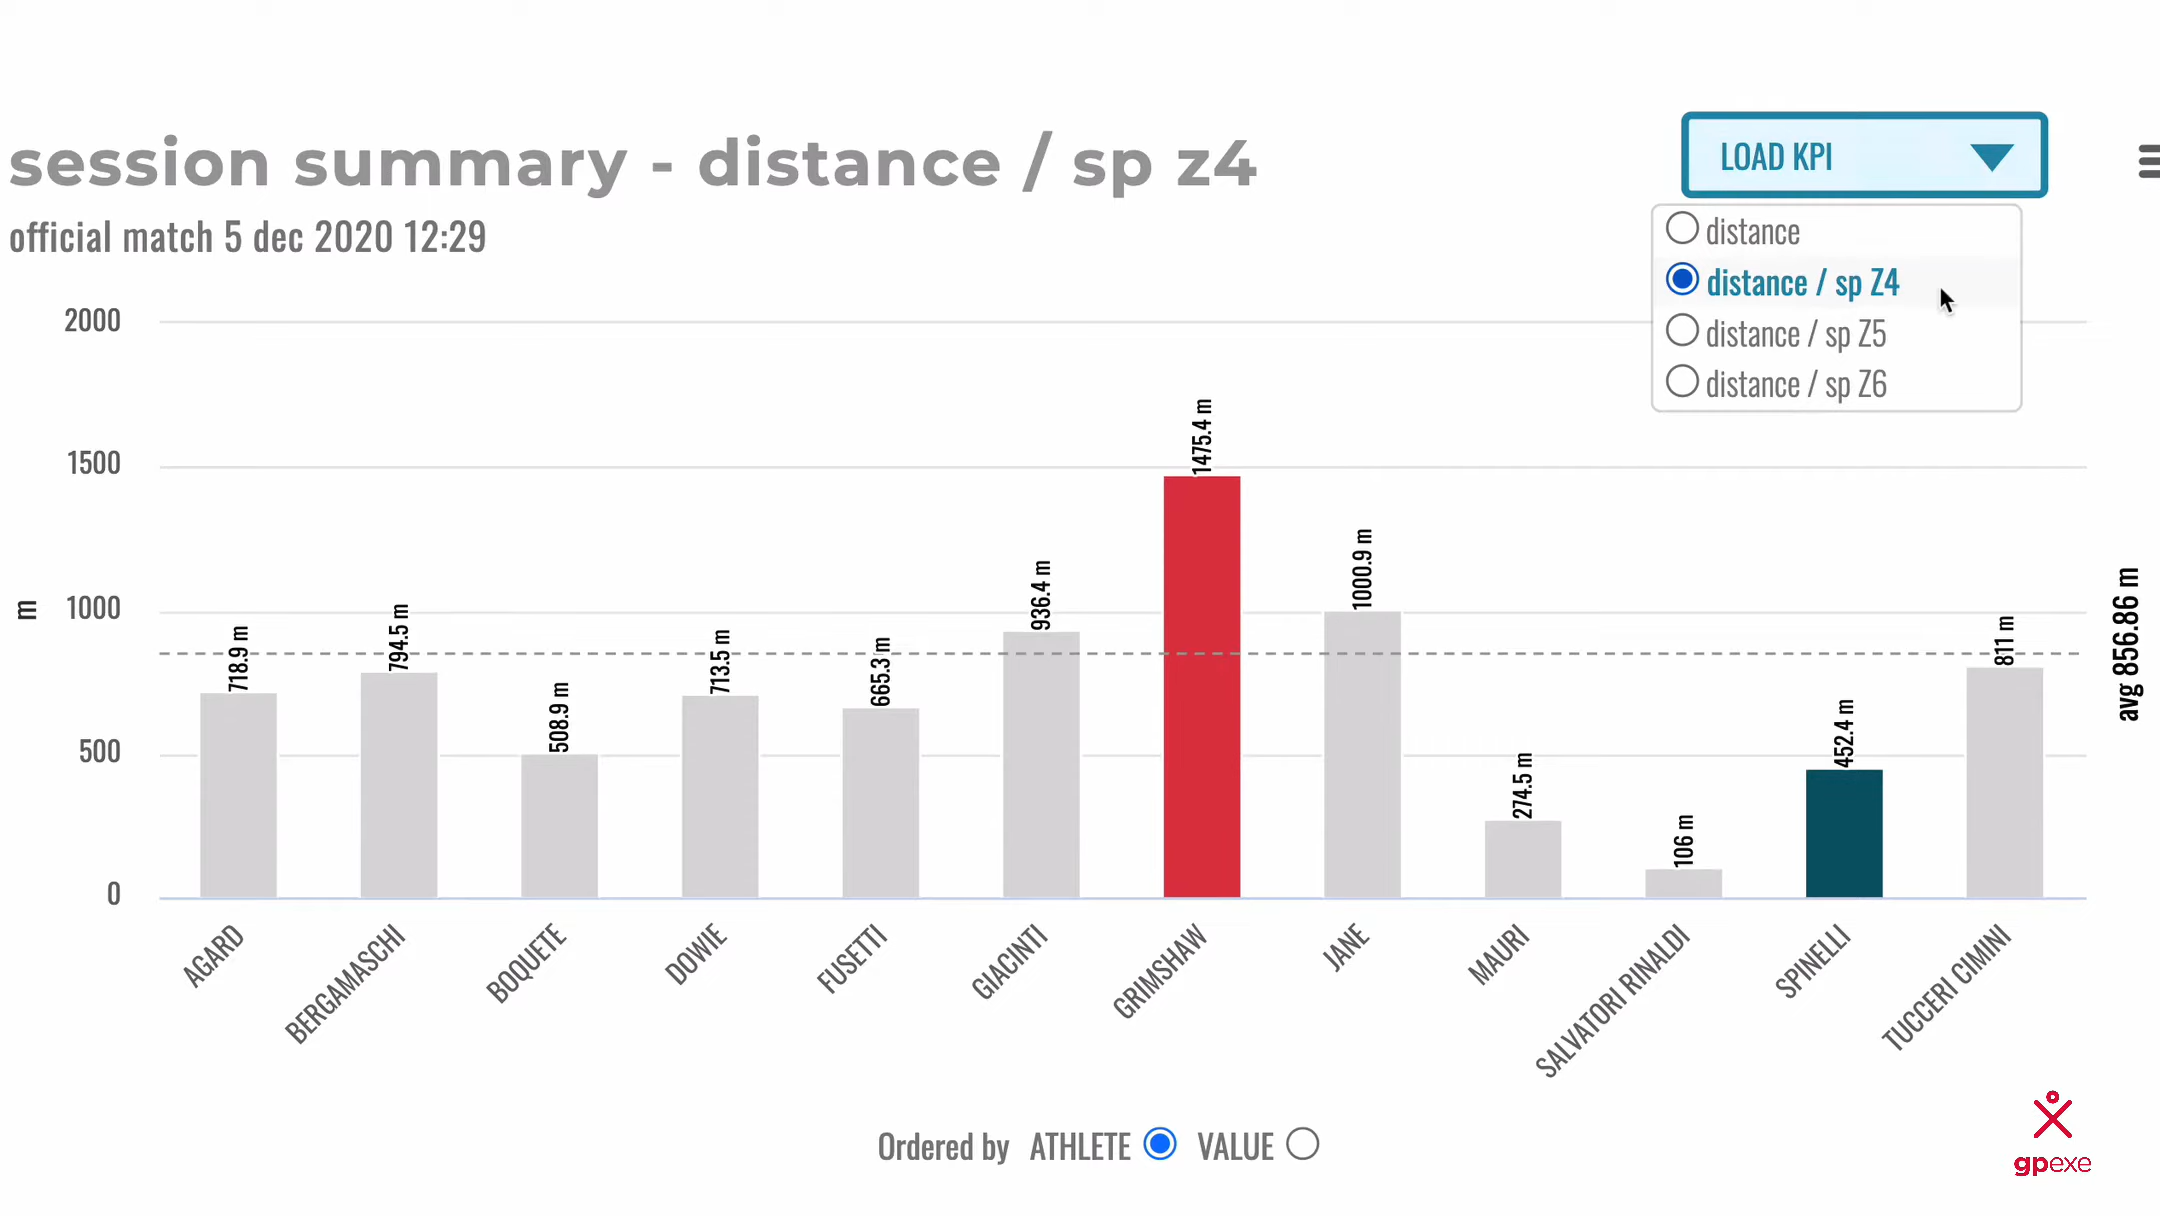 session summary - distance / sp z4
official match 5 dec 2020 12:29
LOAD KPI
distance
distance / sp Z4
distance / sp Z5
distance / sp Z6
2000
1500
1000
500
0
m
718.9 m
794.5 m
508.9 m
713.5 m
665.3 m
936.4 m
1475.4 m
1000.9 m
274.5 m
106 m
452.4 m
811 m
avg 856.86 m
AGARD
BERGAMASCHI
BOQUETE
DOWIE
FUSETTI
GIACINTI
GRIMSHAW
JANE
MAURI
SALVATORI RINALDI
SPINELLI
TUCCERI CIMINI
Ordered by ATHLETE VALUE
gpexe